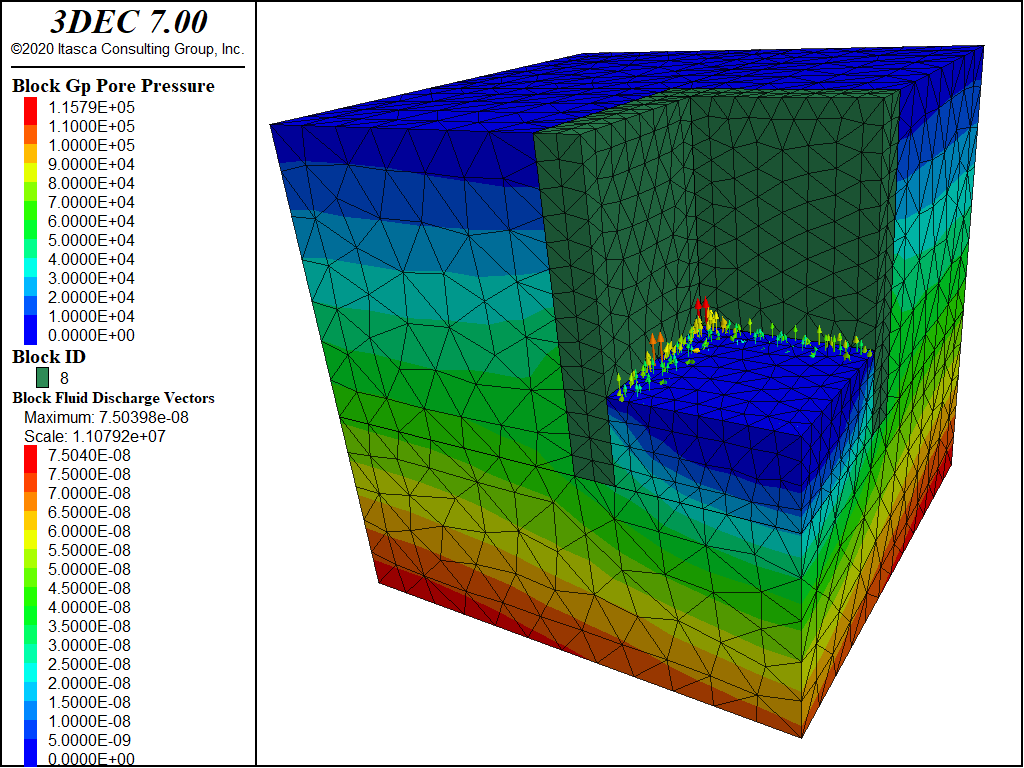 3DEC 7.00
©2020 Itasca Consulting Group, Inc.
Block Gp Pore Pressure
1.1579E+05
1.1000E+05
1.0000E+05
9.0000E+04
8.0000E+04
7.0000E+04
6.0000E+04
5.0000E+04
4.0000E+04
3.0000E+04
2.0000E+04
1.0000E+04
0.0000E+00
Block ID
8
Block Fluid Discharge Vectors
Maximum: 7.50398e-08
Scale: 1.10792e+07
7.5040E-08
7.5000E-08
7.0000E-08
6.5000E-08
6.0000E-08
5.5000E-08
5.0000E-08
4.5000E-08
4.0000E-08
3.5000E-08
3.0000E-08
2.5000E-08
2.0000E-08
1.5000E-08
1.0000E-08
5.0000E-09
0.0000E+00